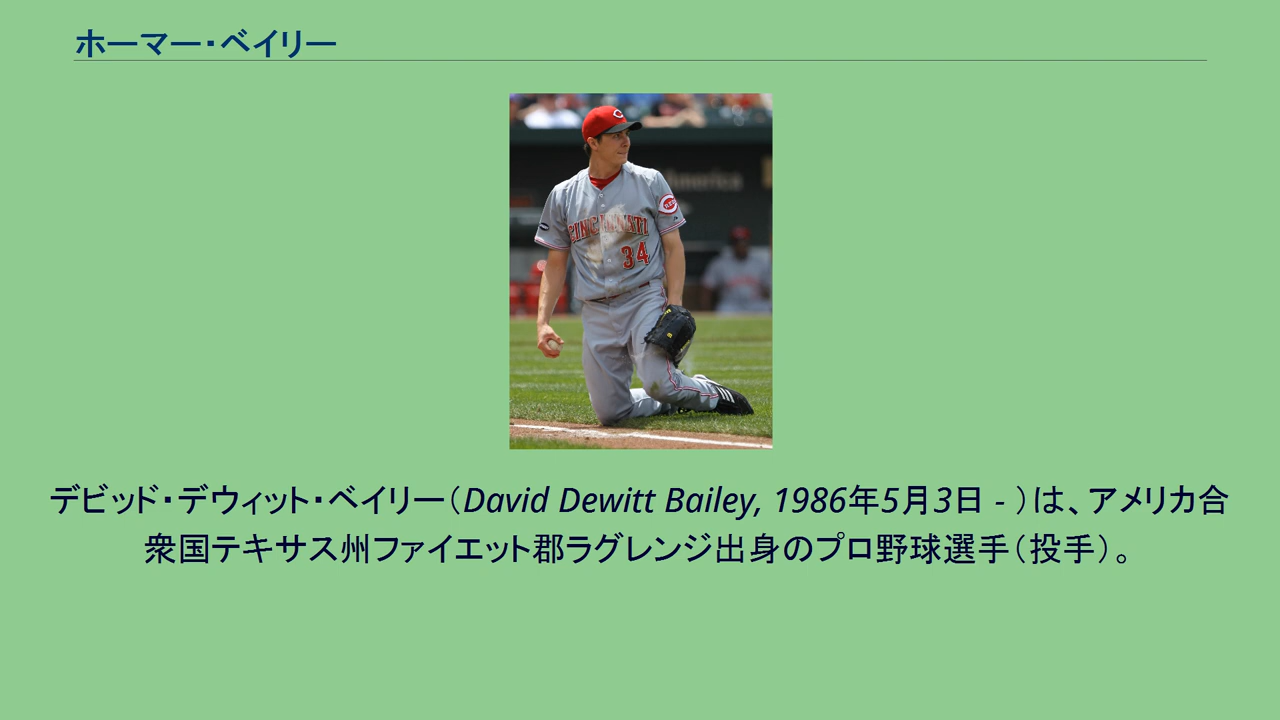 ホーマー・ベイリー
America
CINCINNATI
34
デビッド・デウィット・ベイリー（David Dewitt Bailey, 1986年5月3日 - ）は、アメリカ合
衆国テキサス州ファイエット郡ラグレンジ出身のプロ野球選手（投手）。